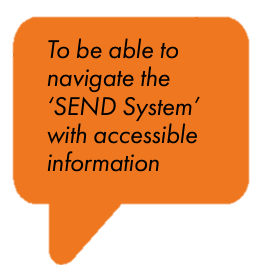 To be able to
navigate the
‘SEND System’
with accessible
information